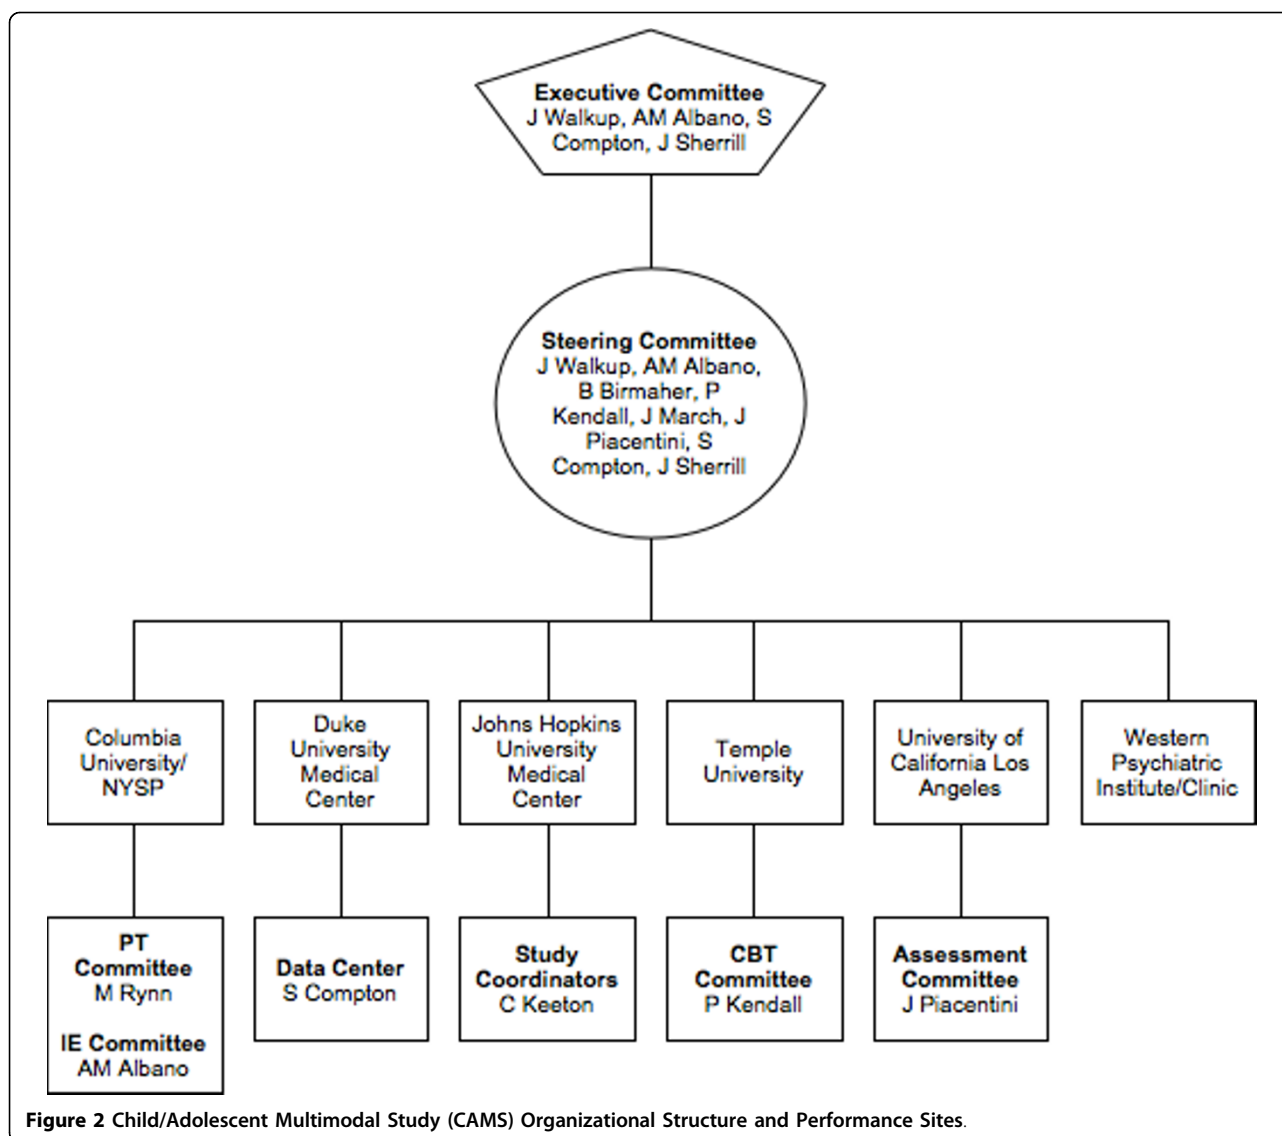 Executive Committee
J Walkup, AM Albano, S
Compton, J Sherrill
Steering Committee
J Walkup, AM Albano,
B Birmaher, P
Kendall, J March, J
Piacentini, S
Compton, J Sherrill
Columbia
University/
NYSP
Duke
University
Medical
Center
Johns Hopkins
University
Medical
Center
Temple
University
University of
California Los
Angeles
Western
Psychiatric
Institute/Clinic
PT
Committee
M Rynn
IE Committee
AM Albano
Data Center
S Compton
Study
Coordinators
C Keeton
CBT
Committee
P Kendall
Assessment
Committee
J Piacentini
Figure 2 Child/Adolescent Multimodal Study (CAMS) Organizational Structure and Performance Sites.